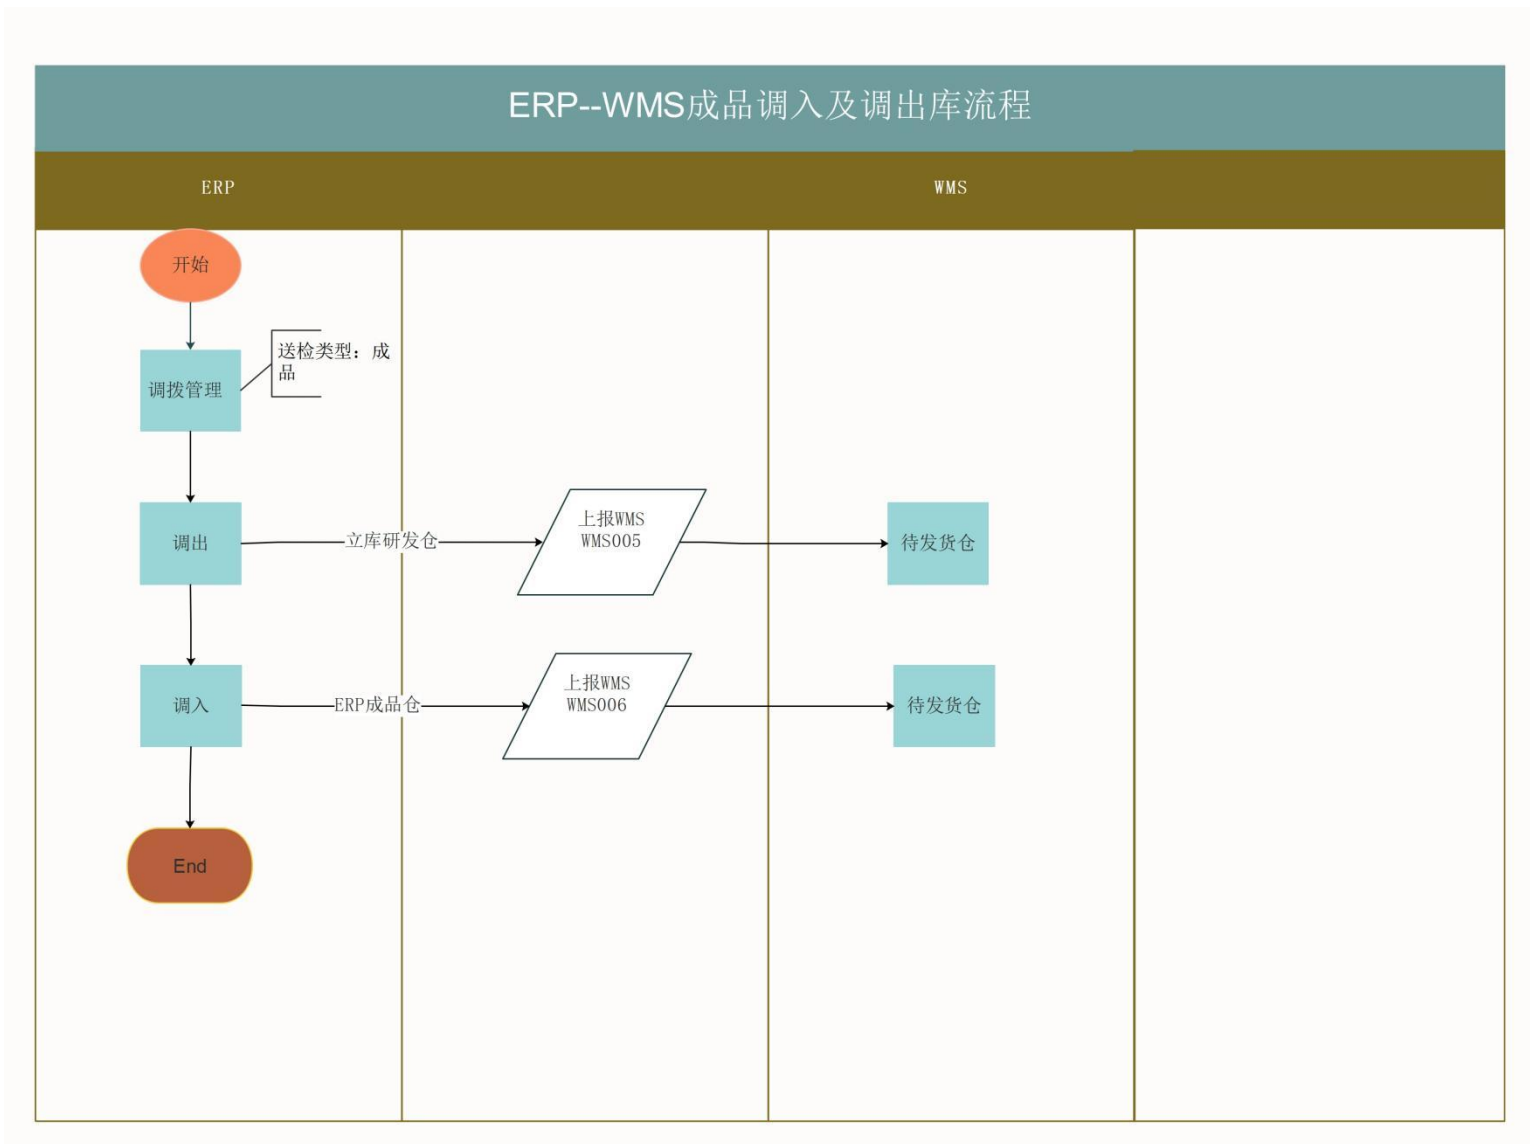 ERP--WMS成品调入及调出库流程
ERP
WMS
开始
送检类型：成
品
调拨管理
调出
立库研发仓
上报WMS
WMS005
待发货仓
调入
ERP成品仓
上报WMS
WMS006
待发货仓
End